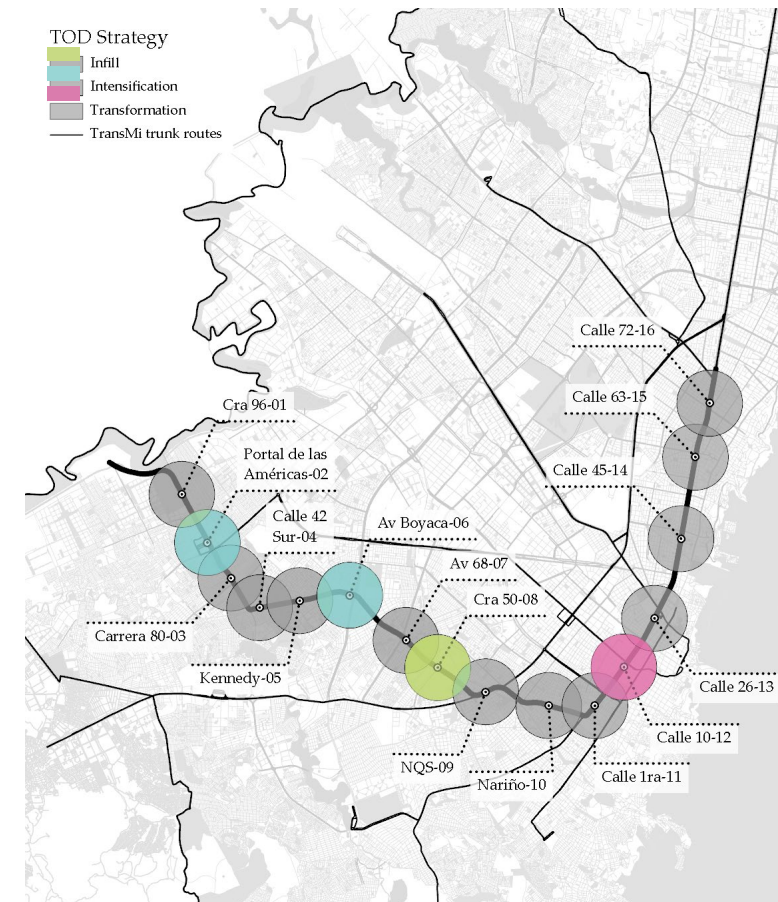 TOD Strategy
Infill
Intensification
Transformation
TransMi trunk routes
Calle 72-16
Calle 63-15
Cra 96-01
Portal de las
Américas-02
Calle 45-14
Calle 42
Sur-04
Av Boyaca-06
Av 68-07
Cra 50-08
Carrera 80-03
Kennedy-05
Calle 26-13
Calle 10-12
NQS-09
Nariño-10
Calle 1ra-11